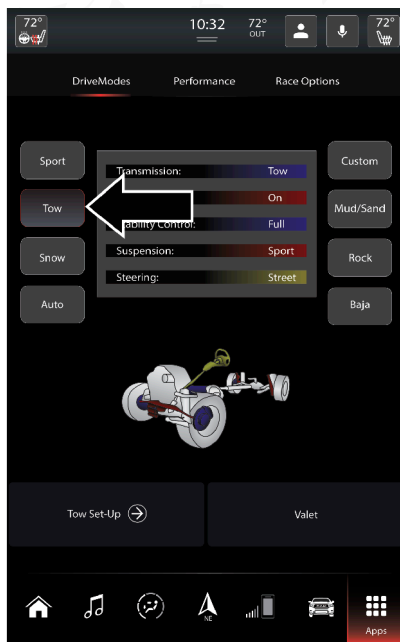 72°
10:32
72°
OUT
72°
DriveModes
Performance
Race Options
Sport
Tow
Snow
Auto
Transmission: Tow
On
Control: Full
Suspension: Sport
Steering: Street
Custom
Mud/Sand
Rock
Baja
Tow Set-Up
Valet
NE
Apps